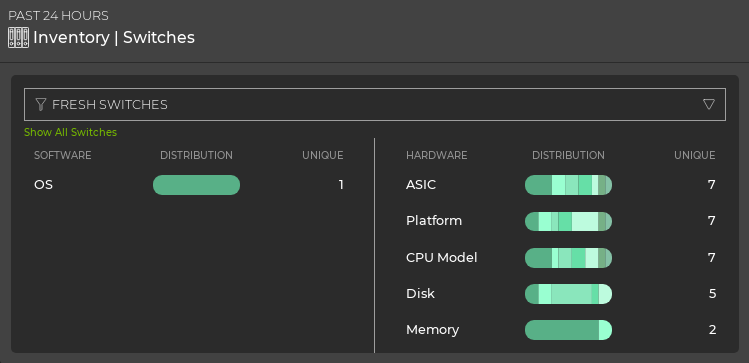 PAST 24 HOURS
Inventory | Switches
FRESH SWITCHES
Show All Switches
SOFTWARE DISTRIBUTION UNIQUE
OS 1
HARDWARE DISTRIBUTION UNIQUE
ASIC 7
Platform 7
CPU Model 7
Disk 5
Memory 2